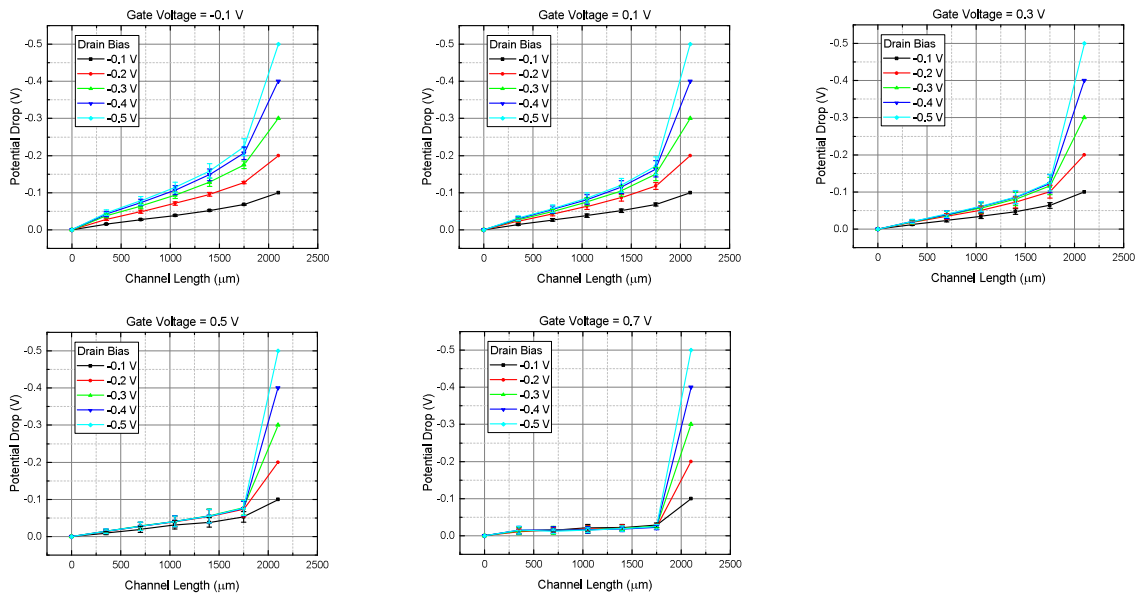 Gate Voltage = -0.1 V
Drain Bias
-0.1 V
-0.2 V
-0.3 V
-0.4 V
-0.5 V
Potential Drop (V)
-0.5
-0.4
-0.3
-0.2
-0.1
0.0
0 500 1000 1500 2000 2500
Channel Length (μm)
Gate Voltage = 0.1 V
Drain Bias
-0.1 V
-0.2 V
-0.3 V
-0.4 V
-0.5 V
Potential Drop (V)
-0.5
-0.4
-0.3
-0.2
-0.1
0.0
0 500 1000 1500 2000 2500
Channel Length (μm)
Gate Voltage = 0.3 V
Drain Bias
-0.1 V
-0.2 V
-0.3 V
-0.4 V
-0.5 V
Potential Drop (V)
-0.5
-0.4
-0.3
-0.2
-0.1
0.0
0 500 1000 1500 2000 2500
Channel Length (μm)
Gate Voltage = 0.5 V
Drain Bias
-0.1 V
-0.2 V
-0.3 V
-0.4 V
-0.5 V
Potential Drop (V)
-0.5
-0.4
-0.3
-0.2
-0.1
0.0
0 500 1000 1500 2000 2500
Channel Length (μm)
Gate Voltage = 0.7 V
Drain Bias
-0.1 V
-0.2 V
-0.3 V
-0.4 V
-0.5 V
Potential Drop (V)
-0.5
-0.4
-0.3
-0.2
-0.1
0.0
0 500 1000 1500 2000 2500
Channel Length (μm)